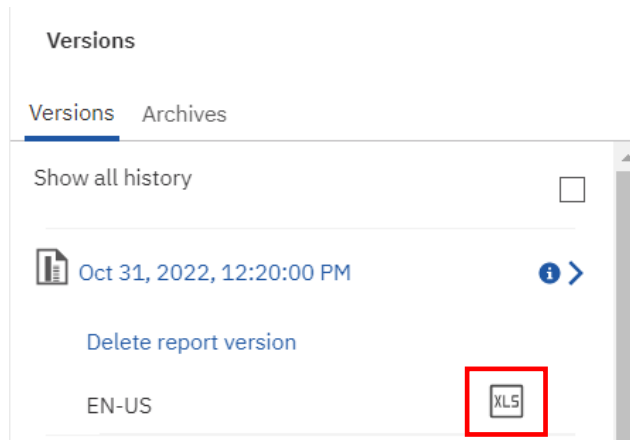 Versions
Versions Archives
Show all history
Oct 31, 2022, 12:20:00 PM
Delete report version
EN-US XLS